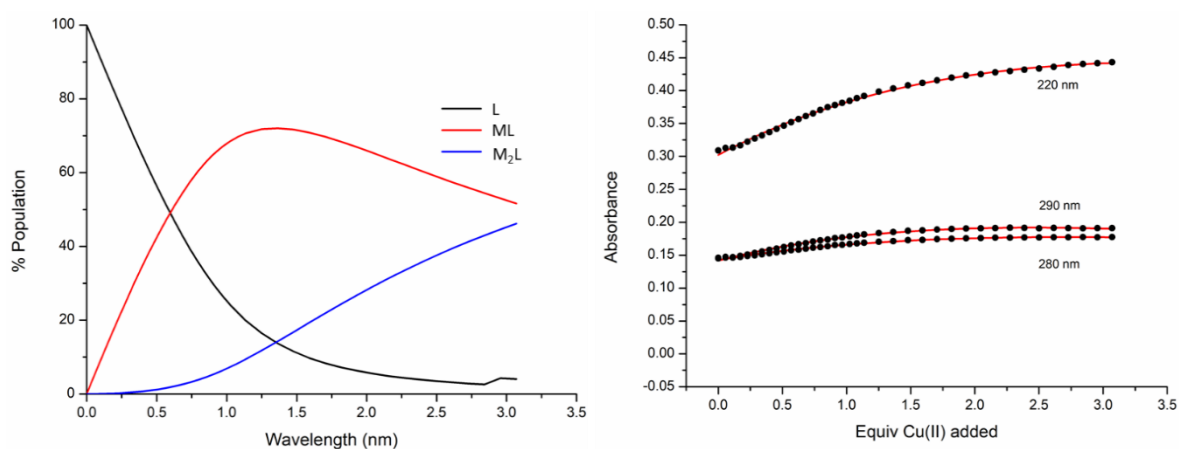 100
80
60
40
20
0
% Population
0.0 0.5 1.0 1.5 2.0 2.5 3.0 3.5
Wavelength (nm)
L
ML
M₂L
0.50
0.45
0.40
0.35
0.30
0.25
0.20
0.15
0.10
0.05
0.00
-0.05
Absorbance
220 nm
290 nm
280 nm
0.0 0.5 1.0 1.5 2.0 2.5 3.0 3.5
Equiv Cu(II) added